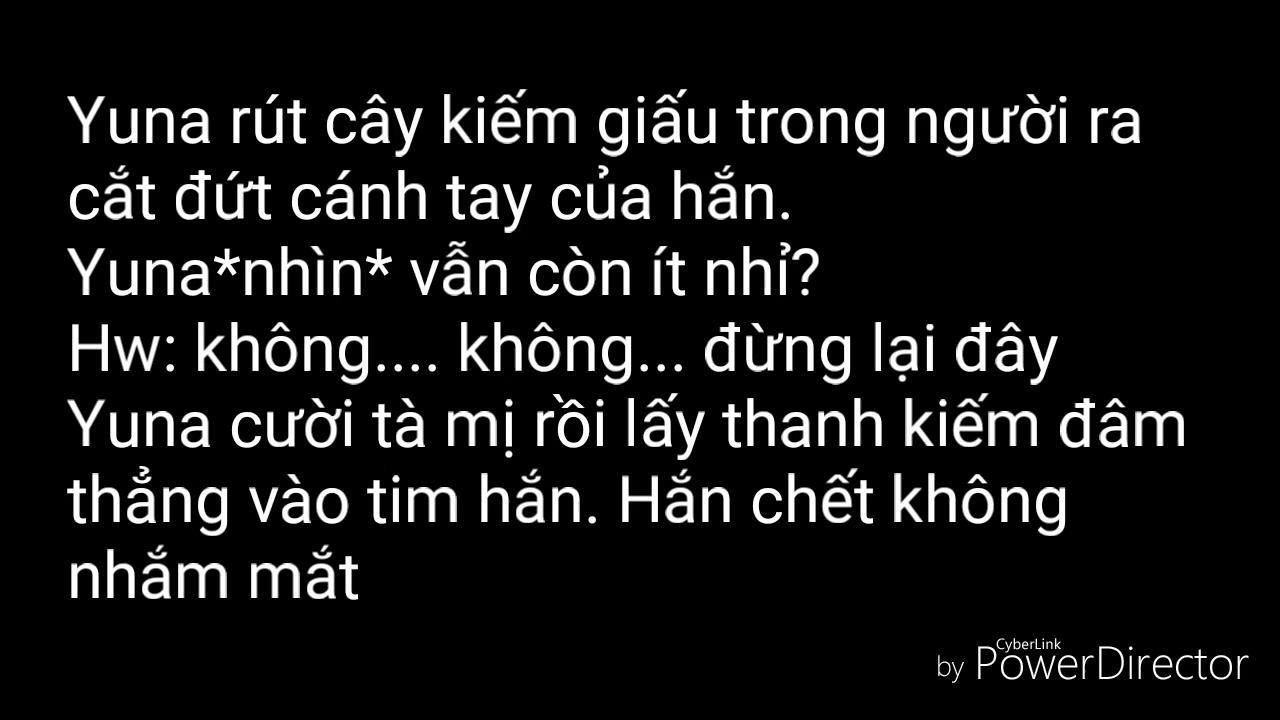 Yuna rút cây kiếm giấu trong người ra
cắt đứt cánh tay của hắn.
Yuna*nhìn* vẫn còn ít nhỉ?
Hw: không.... không... đừng lại đây
Yuna cười tà mị rồi lấy thanh kiếm đâm
thẳng vào tim hắn. Hắn chết không
nhắm mắt
CyberLink
by PowerDirector